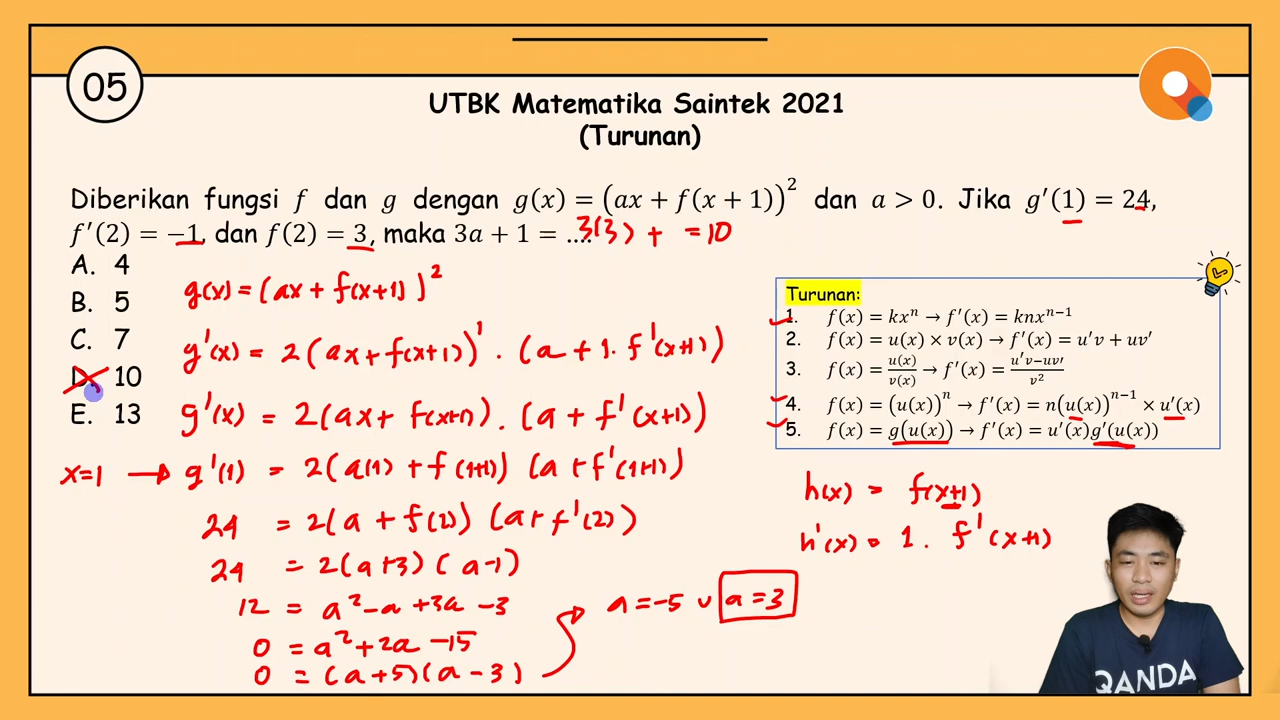 05
UTBK Matematika Saintek 2021
(Turunan)
Diberikan fungsi f dan g dengan g(x) = (ax + f(x + 1))² dan a > 0. Jika g′(1) = 24,
f′(2) = −1, dan f(2) = 3, maka 3a + 1 = .... 3(3) + = 10
A. 4
B. 5
C. 7
D. 10
E. 13
g(x) = (ax + f(x+1))²
g'(x) = 2(ax + f(x+1))¹ . (a + 1. f'(x+1))
g'(x) = 2(ax + f(x+1) . (a + f'(x+1))
x=1 → g'(1) = 2(a(1) + f(1+1)) (a + f'(1+1))
24 = 2(a + f(2)) (a + f'(2))
24 = 2(a+3)(a-1)
12 = a² - a + 3a - 3
0 = a² + 2a - 15
0 = (a+5)(a-3)
a = -5 ∨ a = 3
Turunan:
1. f(x) = kxⁿ → f′(x) = knxⁿ⁻¹
2. f(x) = u(x) × v(x) → f′(x) = u′v + uv′
3. f(x) = u(x)/v(x) → f′(x) = u′v−uv′/v²
4. f(x) = (u(x))ⁿ → f′(x) = n(u(x))ⁿ⁻¹ × u′(x)
5. f(x) = g(u(x)) → f′(x) = u′(x)g′(u(x))
h(x) = f(x+1)
h'(x) = 1. f'(x+1)
QANDA